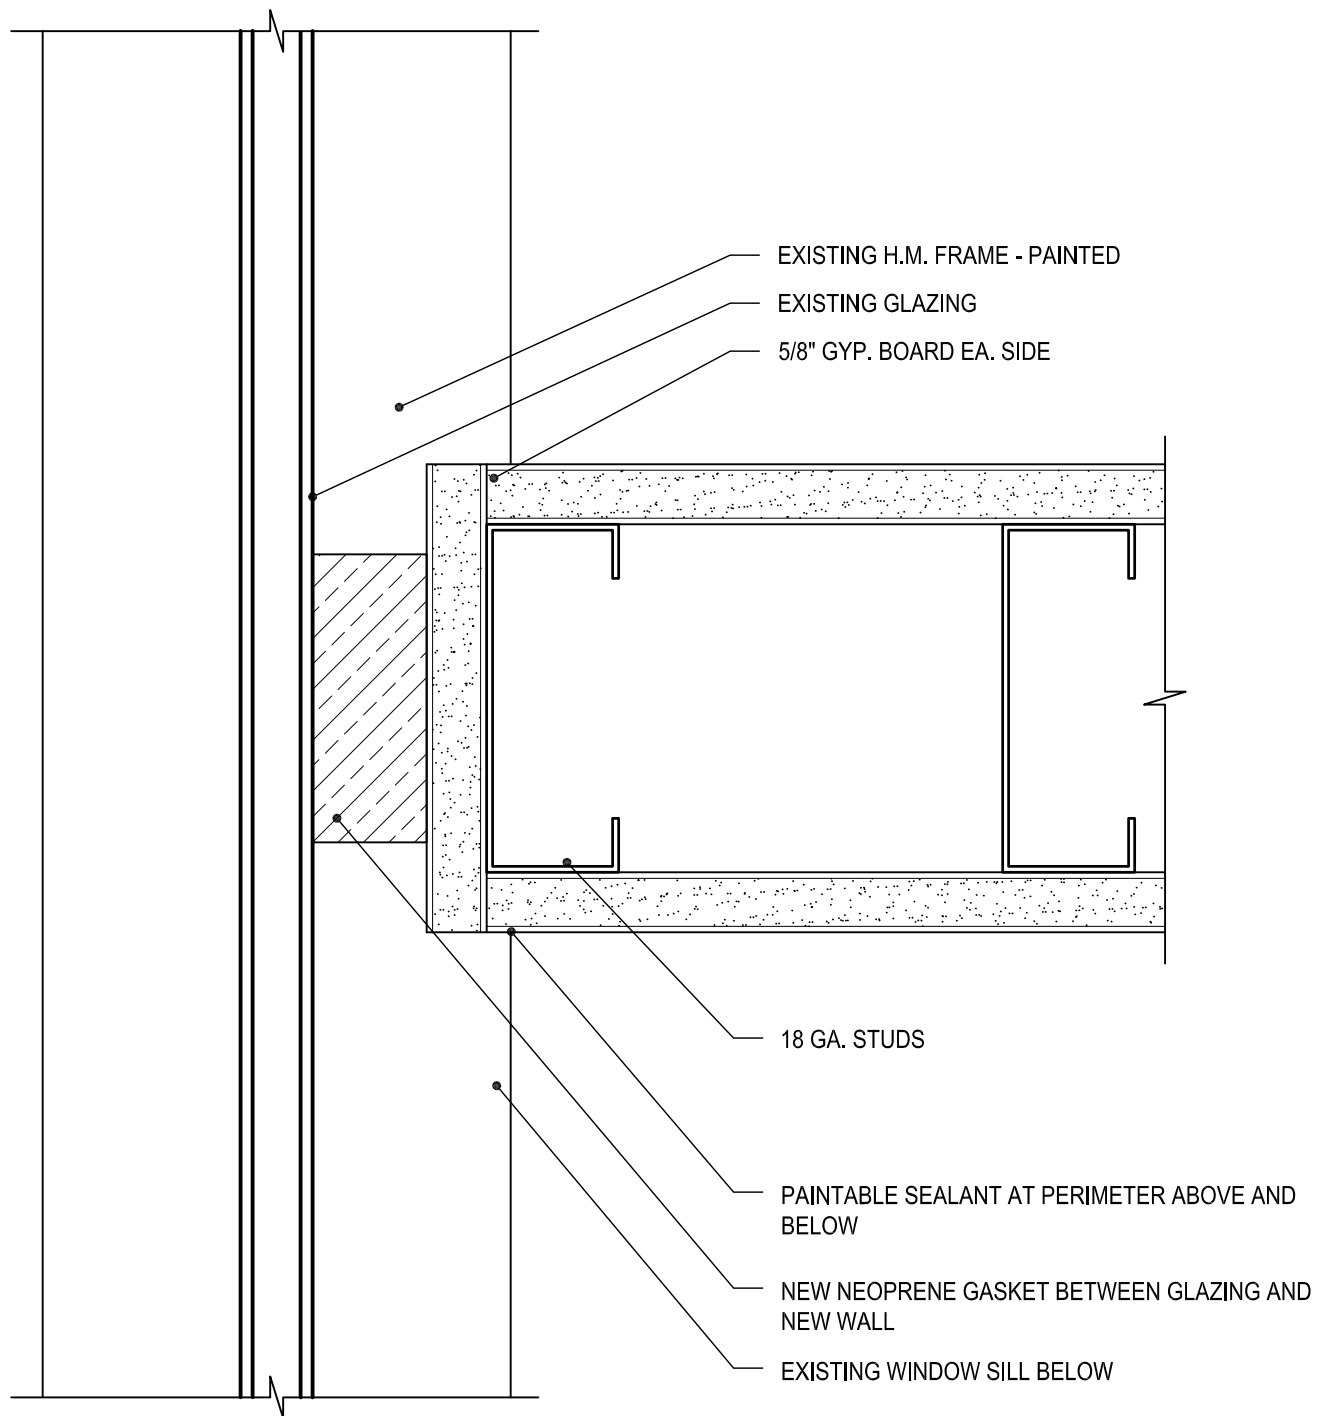 EXISTING H.M. FRAME - PAINTED
EXISTING GLAZING
5/8" GYP. BOARD EA. SIDE
18 GA. STUDS
PAINTABLE SEALANT AT PERIMETER ABOVE AND
BELOW
NEW NEOPRENE GASKET BETWEEN GLAZING AND
NEW WALL
EXISTING WINDOW SILL BELOW